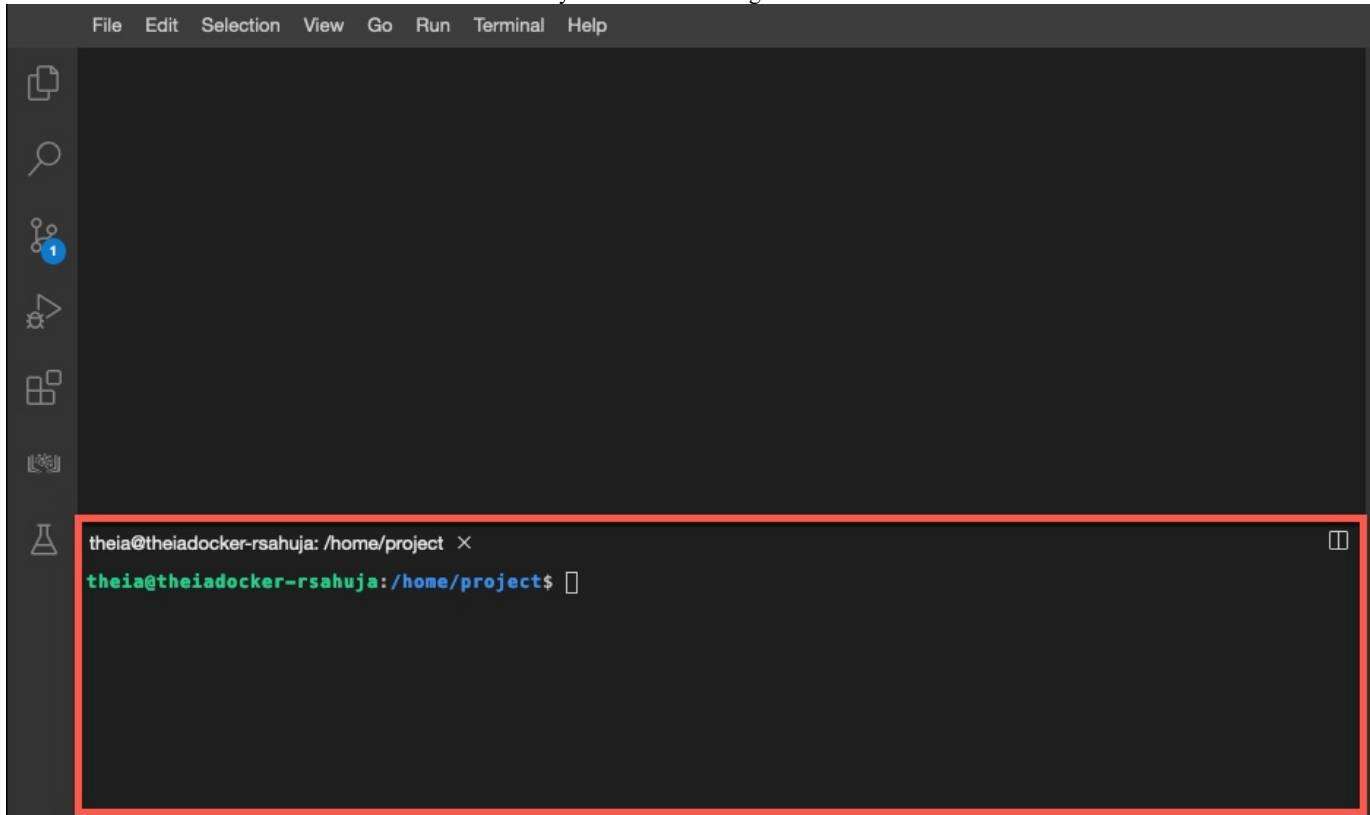 File Edit Selection View Go Run Terminal Help
1
theia@theiadocker-rsahuja: /home/project ×
theia@theiadocker-rsahuja:/home/project$